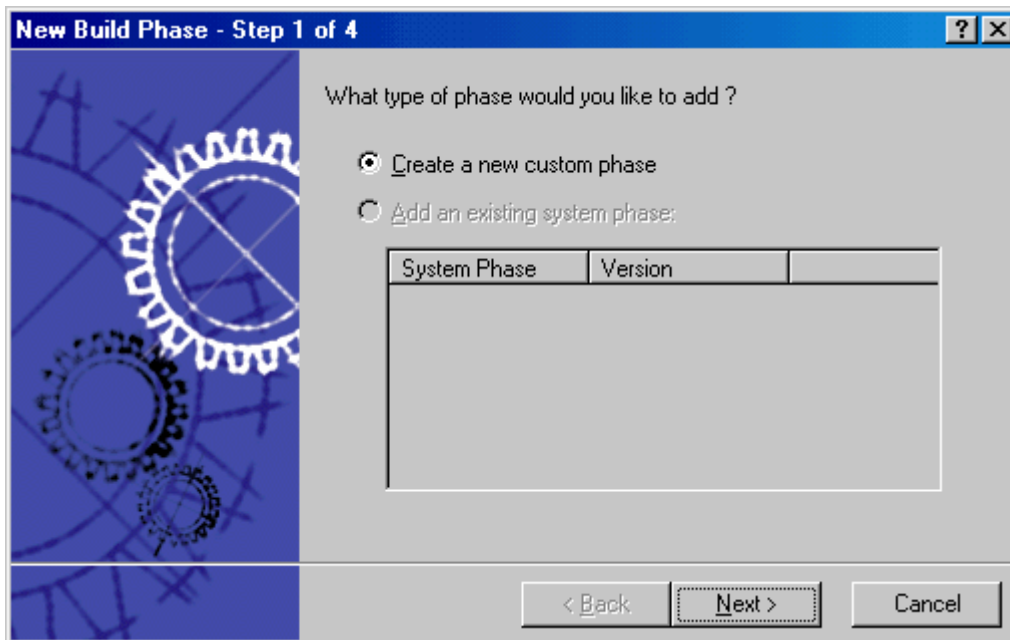 New Build Phase - Step 1 of 4
What type of phase would you like to add ?
Create a new custom phase
Add an existing system phase:
System Phase Version
< Back Next > Cancel